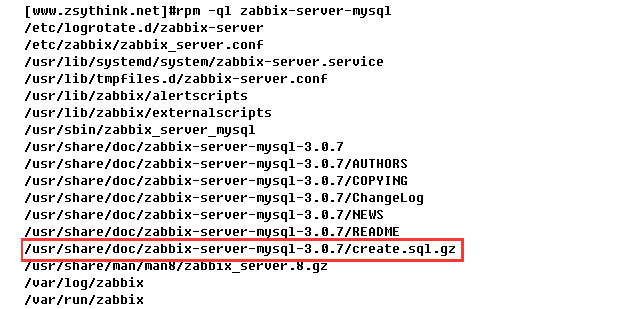 [www.zsythink.net]#rpm -ql zabbix-server-mysql
/etc/logrotate.d/zabbix-server
/etc/zabbix/zabbix_server.conf
/usr/lib/systemd/system/zabbix-server.service
/usr/lib/tmpfiles.d/zabbix-server.conf
/usr/lib/zabbix/alertscripts
/usr/lib/zabbix/externalscripts
/usr/sbin/zabbix_server_mysql
/usr/share/doc/zabbix-server-mysql-3.0.7
/usr/share/doc/zabbix-server-mysql-3.0.7/AUTHORS
/usr/share/doc/zabbix-server-mysql-3.0.7/COPYING
/usr/share/doc/zabbix-server-mysql-3.0.7/ChangeLog
/usr/share/doc/zabbix-server-mysql-3.0.7/NEWS
/usr/share/doc/zabbix-server-mysql-3.0.7/README
/usr/share/doc/zabbix-server-mysql-3.0.7/create.sql.gz
/usr/share/man/man8/zabbix_server.8.gz
/var/log/zabbix
/var/run/zabbix